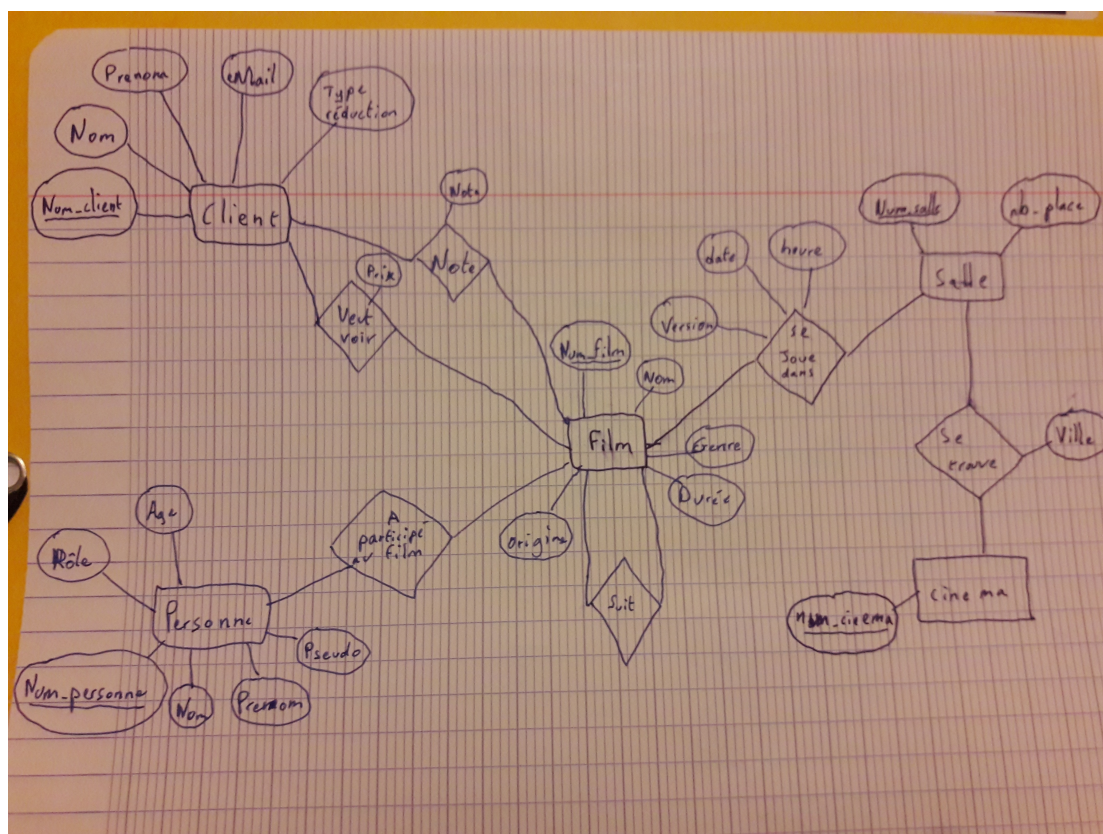 Prenom
eMail
Type
réduction
Nom
Nom_client
Client
Note
Note
Prix
Veut
voir
Num_salle
nb_place
Salle
date
heure
Version
Se
Joue
dans
Num_film
Nom
Film
Genre
Durée
Origine
Suit
Se
trouve
Ville
cinema
num_cinema
A
participé
au film
Age
Rôle
Personne
Pseudo
Num_personne
Nom
Prenom